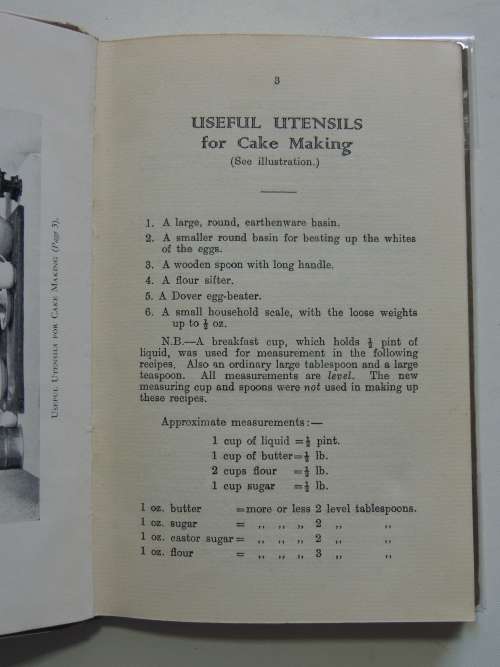 3
USEFUL UTENSILS
for Cake Making
(See illustration.)
1. A large, round, earthenware basin.
2. A smaller round basin for beating up the whites
of the eggs.
3. A wooden spoon with long handle.
4. A flour sifter.
5. A Dover egg-beater.
6. A small household scale, with the loose weights
up to ½ oz.
N.B.—A breakfast cup, which holds ½ pint of
liquid, was used for measurement in the following
recipes. Also an ordinary large tablespoon and a large
teaspoon. All measurements are level. The new
measuring cup and spoons were not used in making up
these recipes.
Approximate measurements:—
1 cup of liquid = ½ pint.
1 cup of butter = ½ lb.
2 cups flour = ½ lb.
1 cup sugar = ½ lb.
1 oz. butter = more or less 2 level tablespoons.
1 oz. sugar = ,, ,, ,, 2 ,, ,,
1 oz. castor sugar = ,, ,, ,, 2 ,, ,,
1 oz. flour = ,, ,, ,, 3 ,, ,,
USEFUL UTENSILS FOR CAKE MAKING (Page 3).